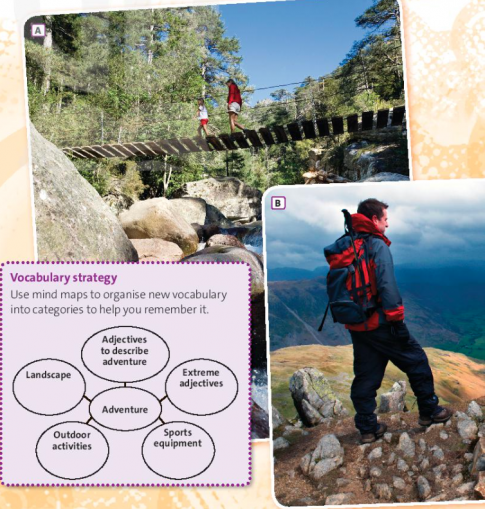 A
B
Vocabulary strategy
Use mind maps to organise new vocabulary
into categories to help you remember it.
Adjectives
to describe
adventure
Landscape
Extreme
adjectives
Adventure
Outdoor
activities
Sports
equipment